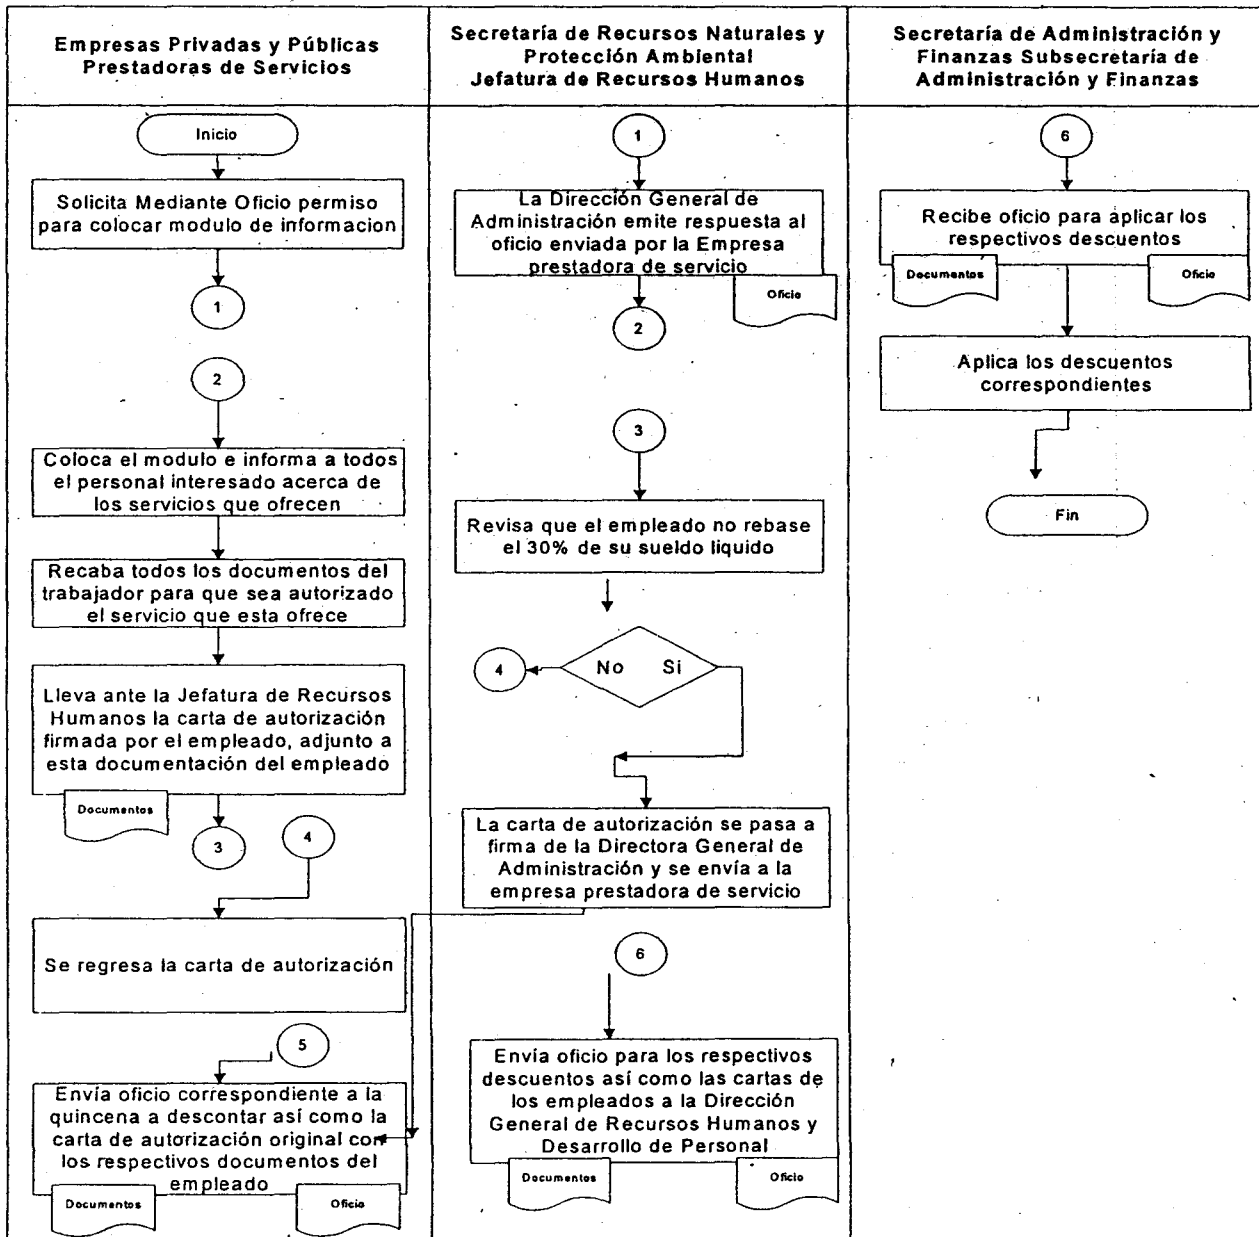 Empresas Privadas y Públicas
Prestadoras de Servicios
Secretaría de Recursos Naturales y
Protección Ambiental
Jefatura de Recursos Humanos
Secretaría de Administración y
Finanzas Subsecretaría de
Administración y Finanzas
Inicio
Solicita Mediante Oficio permiso
para colocar modulo de informacion
1
2
Coloca el modulo e informa a todos
el personal interesado acerca de
los servicios que ofrecen
Recaba todos los documentos del
trabajador para que sea autorizado
el servicio que esta ofrece
Lleva ante la Jefatura de Recursos
Humanos la carta de autorización
firmada por el empleado, adjunto a
esta documentación del empleado
Documentos
3
4
Se regresa la carta de autorización
5
Envía oficio correspondiente a la
quincena a descontar así como la
carta de autorización original con
los respectivos documentos del
empleado
Documentos
Oficio
1
La Dirección General de
Administración emite respuesta al
oficio enviada por la Empresa
prestadora de servicio
Oficio
2
3
Revisa que el empleado no rebase
el 30% de su sueldo liquido
4
No Si
La carta de autorización se pasa a
firma de la Directora General de
Administración y se envía a la
empresa prestadora de servicio
6
Envía oficio para los respectivos
descuentos así como las cartas de
los empleados a la Dirección
General de Recursos Humanos y
Desarrollo de Personal
Documentos
Oficio
6
Recibe oficio para aplicar los
respectivos descuentos
Documentos
Oficio
Aplica los descuentos
correspondientes
Fin